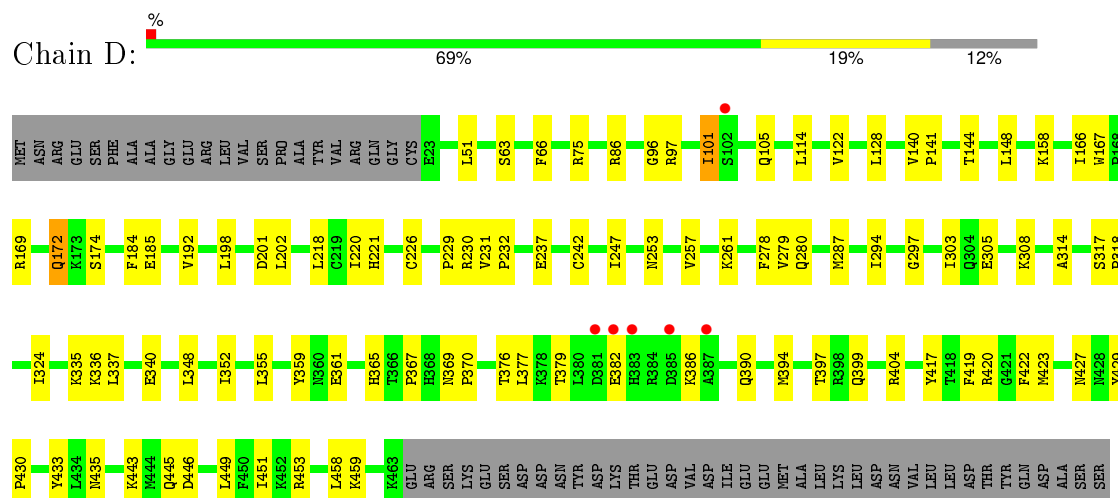 %
Chain D:
69% 19% 12%
MET ASN ARG GLU SER PHE ALA ALA GLY GLU ARG LEU VAL SER PRO ALA TYR VAL ARG GLN GLY CYS E23 L51 S63 F66 R75 R86 G96 R97 I101 S102 Q105 L114 V122 L128 V140 P141 T144 L148 K158 I166 W167 P168
R169 Q172 K173 S174 F184 E185 V192 L198 D201 L202 L218 C219 I220 H221 C226 P229 R230 V231 P232 E237 C242 I247 N253 V257 K261 F278 V279 Q280 M287 I294 G297 I303 Q304 E305 K308 A314 S317 P318
I324 K335 K336 L337 E340 L348 I352 L355 Y359 N360 E361 H365 T366 P367 H368 N369 P370 T376 L377 K378 T379 L380 D381 E382 H383 R384 D385 K386 A387 Q390 M394 T397 R398 Q399 R404 Y417 T418 F419 R420 G421 F422 M423 N427 N428 Y429
P430 Y433 L434 N435 K443 M444 Q445 D446 L449 F450 I451 K452 R453 L458 K459 K463 GLU ARG SER LYS GLU SER ASP ASP ASN TYR ASP LYS GLU ASP VAL ASP ILE GLU GLU MET ALA LEU LYS LEU ASP ASN VAL LEU LEU ASP THR TYR GLN ASP ALA SER SER